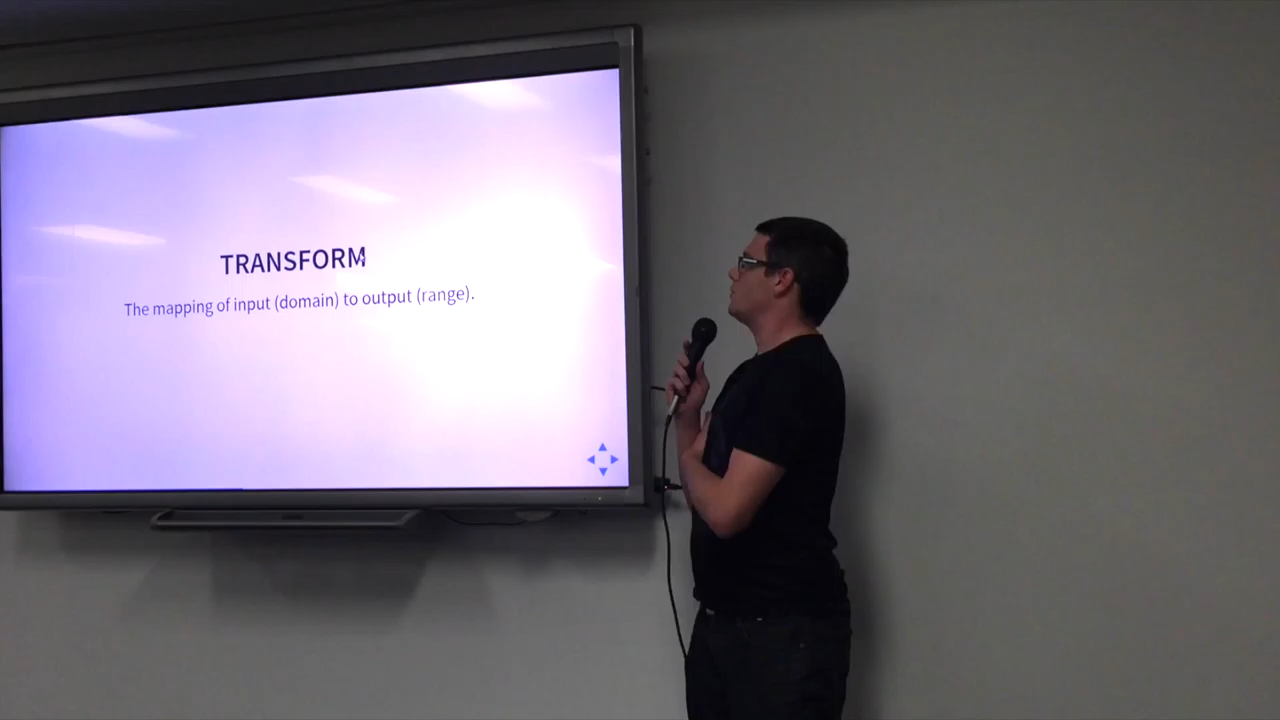 TRANSFORM
The mapping of input (domain) to output (range).